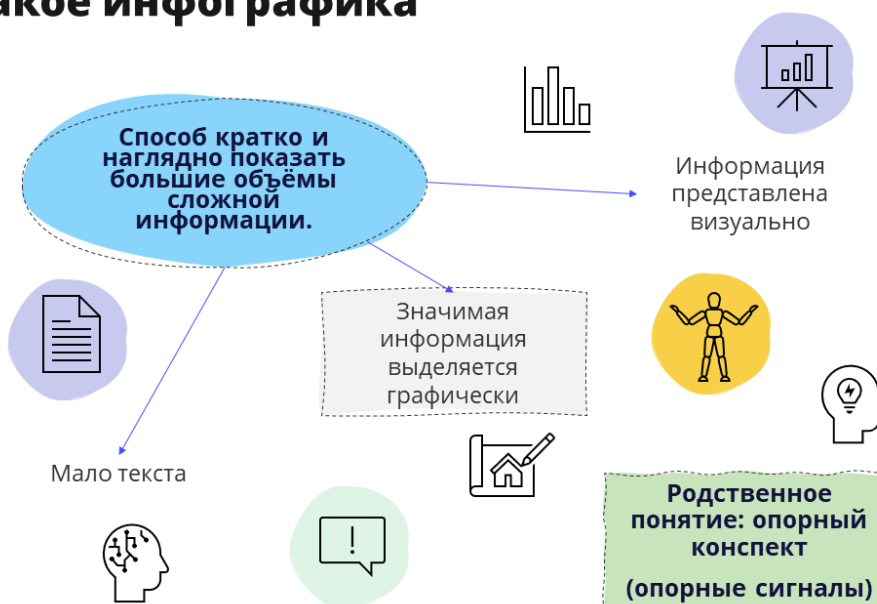 акое инфографика
Способ кратко и
наглядно показать
большие объёмы
сложной
информации.
Информация
представлена
визуально
Значимая
информация
выделяется
графически
Мало текста
Родственное
понятие: опорный
конспект
(опорные сигналы)